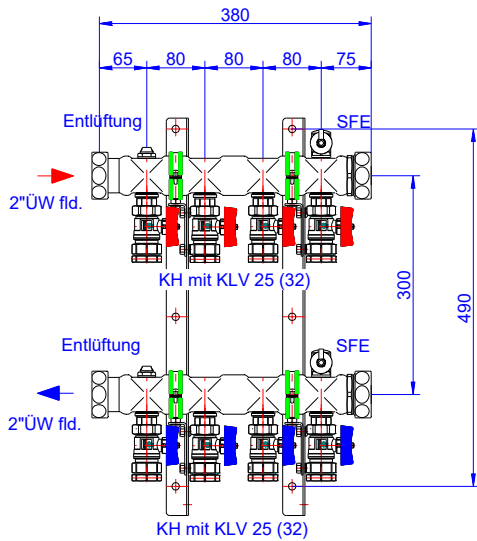 380
65 80 80 80 75
Entlüftung SFE
2"ÜW fld.
KH mit KLV 25 (32)
300
490
Entlüftung SFE
2"ÜW fld.
KH mit KLV 25 (32)